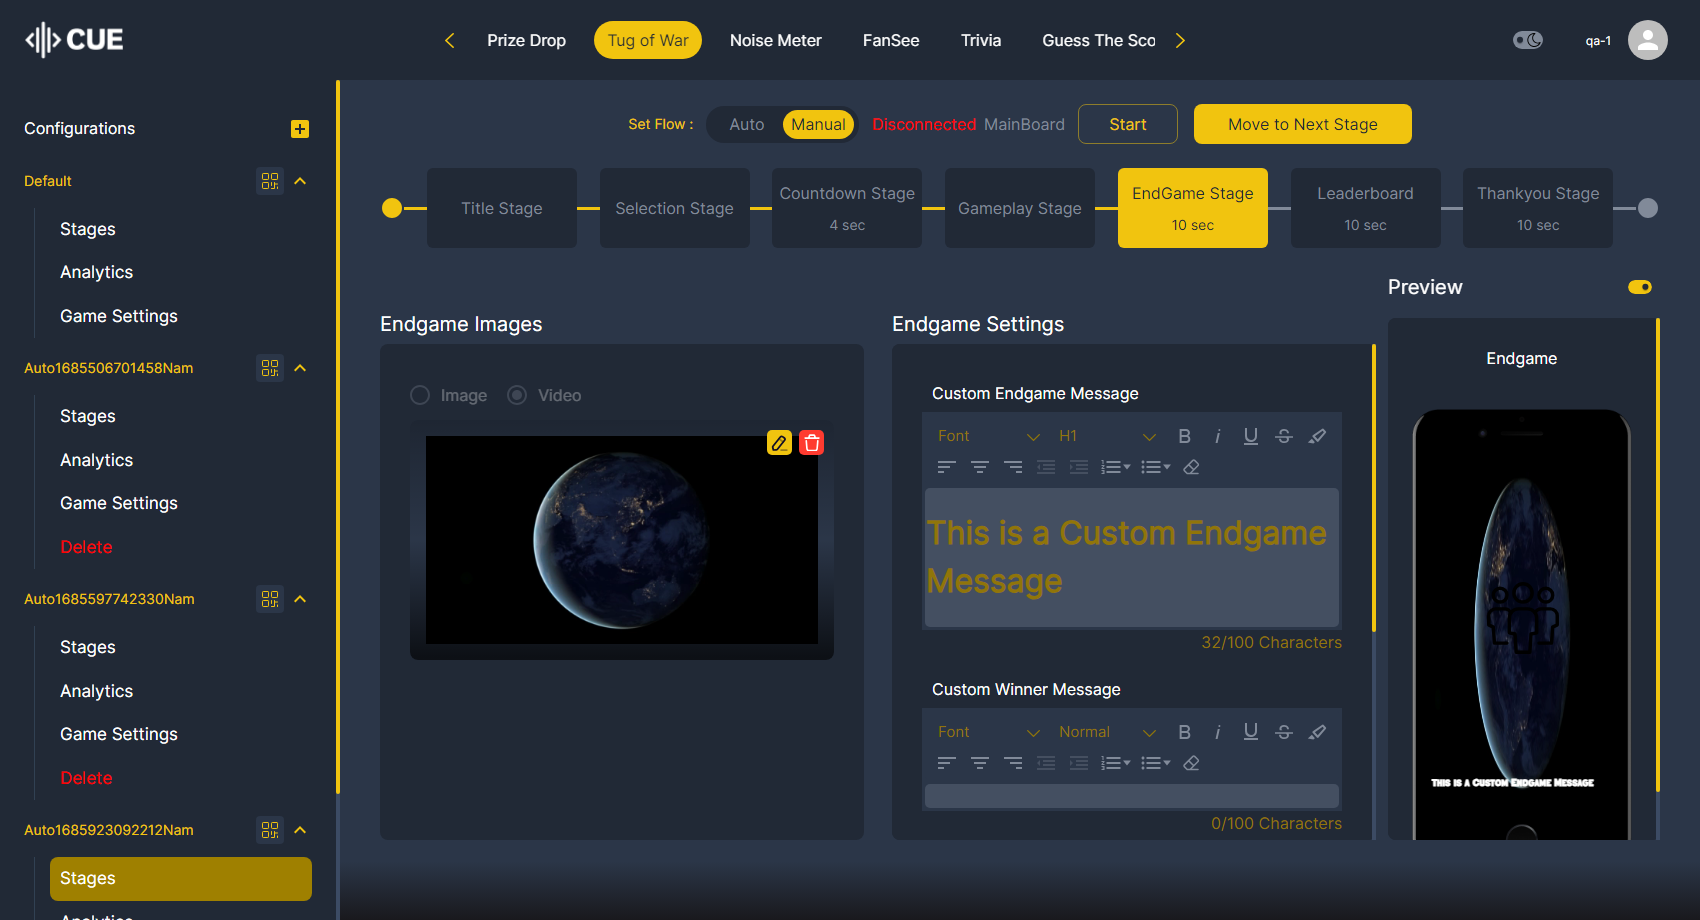 CUE
Prize Drop
Tug of War
Noise Meter
FanSee
Trivia
Guess The Sco
qa-1
Configurations
Default
Stages
Analytics
Game Settings
Auto1685506701458Nam
Stages
Analytics
Game Settings
Delete
Auto1685597742330Nam
Stages
Analytics
Game Settings
Delete
Auto1685923092212Nam
Stages
Analytics
Set Flow :
Auto
Manual
Disconnected MainBoard
Start
Move to Next Stage
Title Stage
Selection Stage
Countdown Stage
4 sec
Gameplay Stage
EndGame Stage
10 sec
Leaderboard
10 sec
Thankyou Stage
10 sec
Endgame Images
Image
Video
Endgame Settings
Custom Endgame Message
Font
H1
This is a Custom Endgame
Message
32/100 Characters
Custom Winner Message
Font
Normal
0/100 Characters
Preview
Endgame
This is a Custom Endgame Message